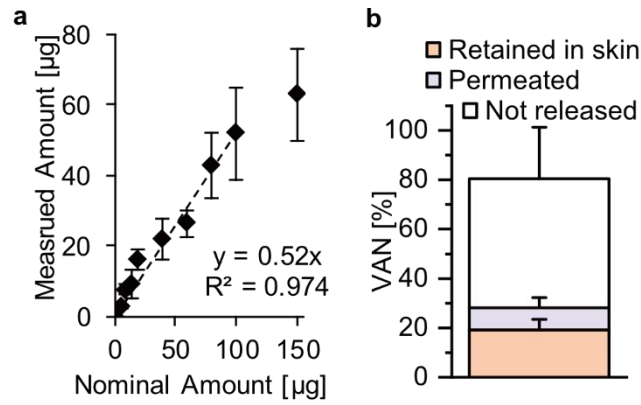 a
80
60
40
20
0
Measrued Amount [µg]
0 50 100 150
Nominal Amount [µg]
y = 0.52x
R² = 0.974
b
Retained in skin
Permeated
Not released
100
80
60
40
20
0
VAN [%]